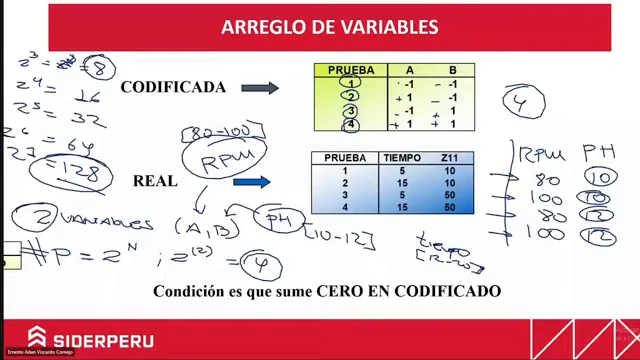 ARREGLO DE VARIABLES
2³ = = 8
2⁴ = 16
2⁵ = 32
2⁶ = 64
2⁷ = 128
CODIFICADA
PRUEBA A B
1 -1 -1
2 + 1 -1
3 -1 + 1
4 + 1 + 1
4
[80-100]
RPM
REAL
PRUEBA TIEMPO Z11
1 5 10
2 15 10
3 5 50
4 15 50
RPM PH
80 10
100 10
80 12
100 12
2 VARIABLES (A,B) PH
[10-12]
tiempo
#P = 2^N ; 2^(2) = 4
Condición es que sume CERO EN CODIFICADO
SIDERPERU
Ernesto Adan Vizcardo Cornejo